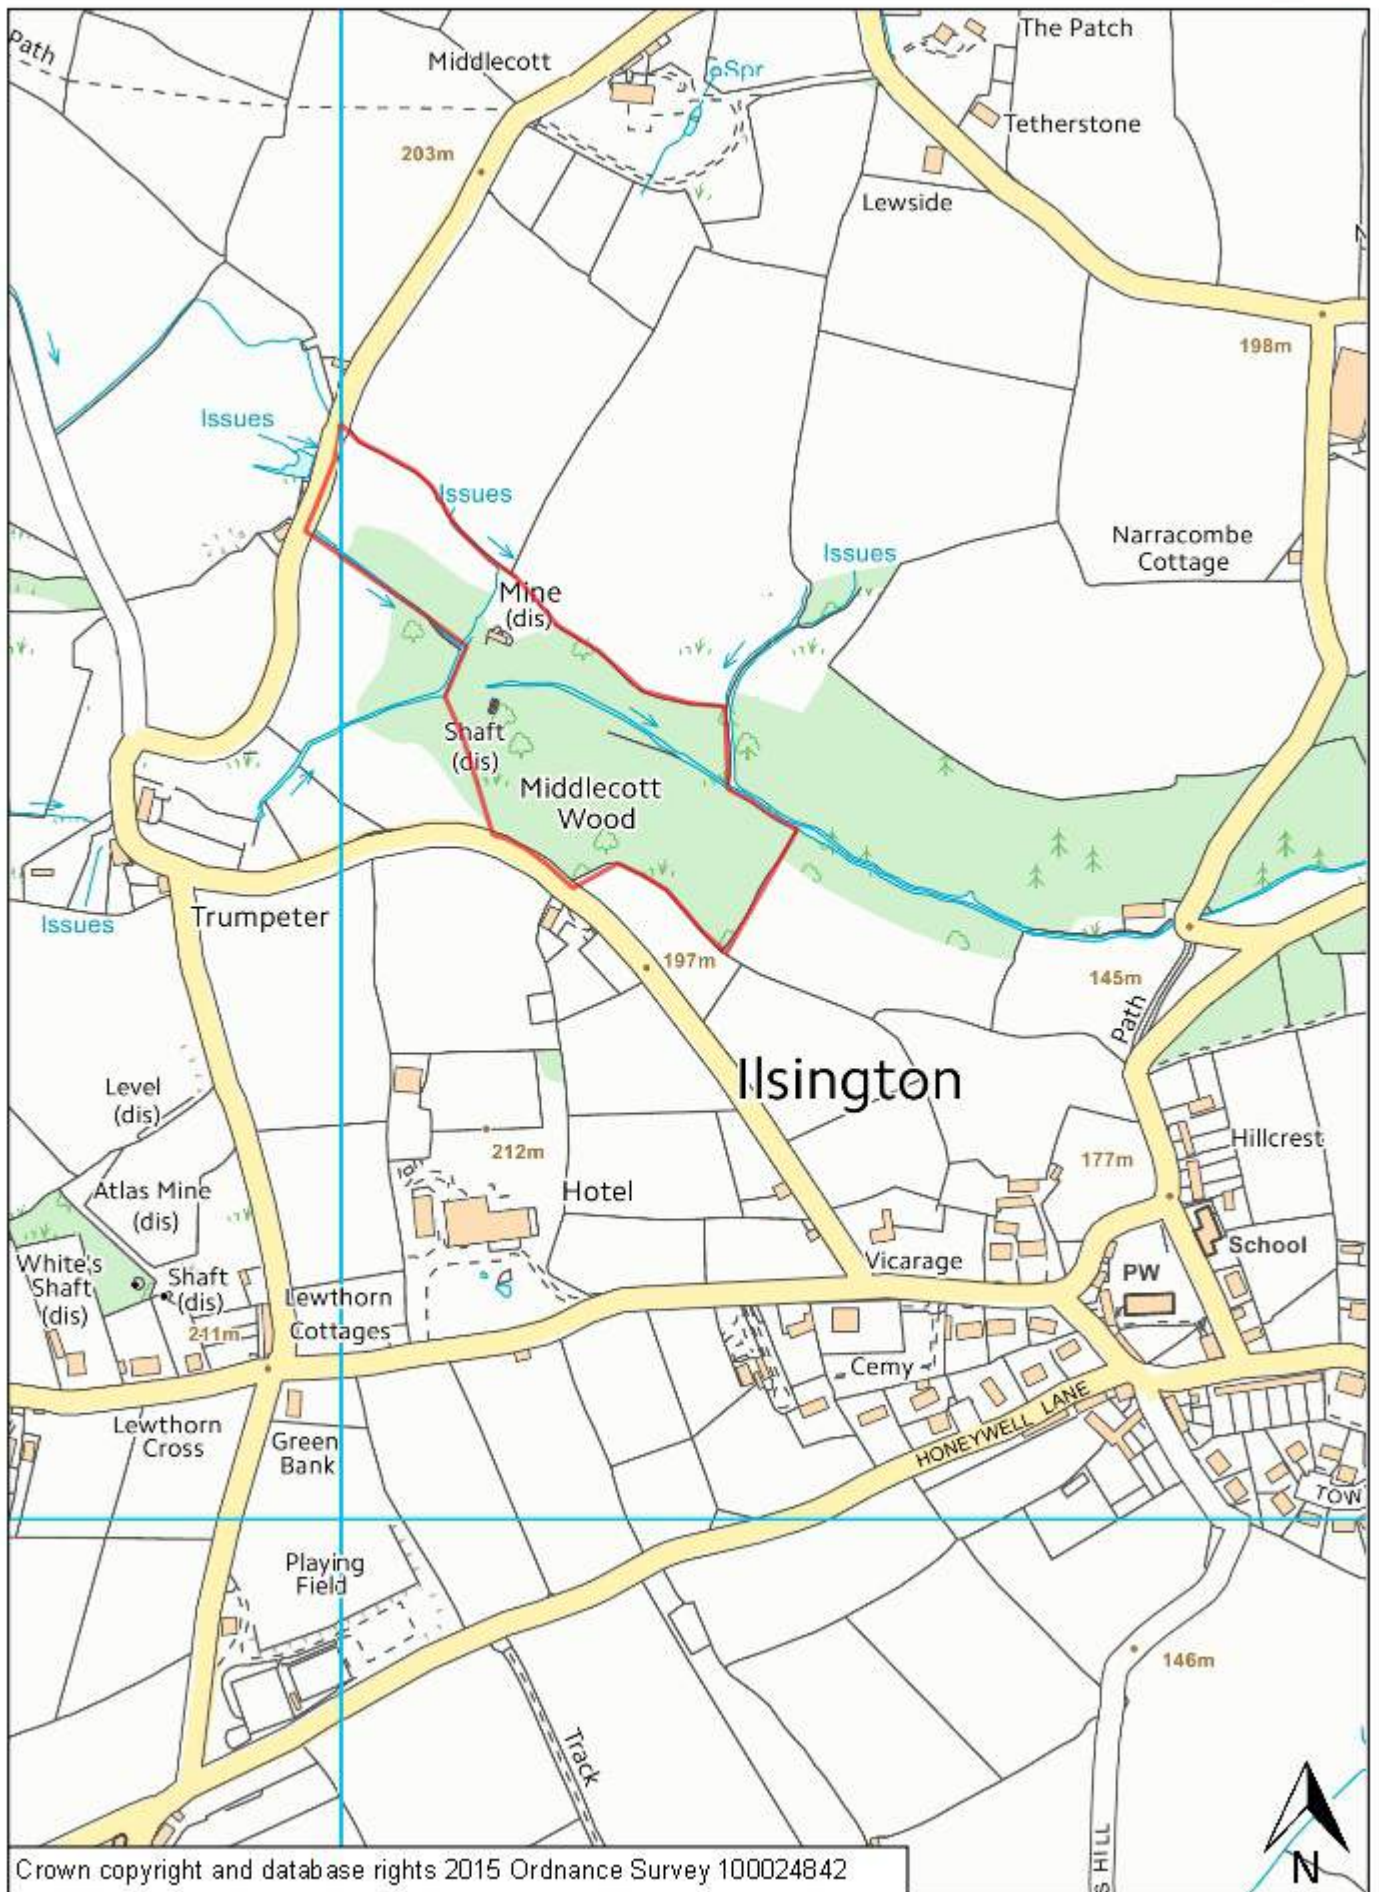 Path
Middlecott
Spr
The Patch
203m
Tetherstone
Lewside
198m
Issues
Issues
Issues
Narracombe
Cottage
Mine
(dis)
Shaft
(dis)
Middlecott
Wood
Trumpeter
Issues
197m
145m
Path
Ilsington
Level
(dis)
212m
Hotel
177m
Hillcrest
Atlas Mine
(dis)
White's
Shaft
(dis)
Shaft
(dis)
211m
Lewthorn
Cottages
Vicarage
PW
School
Cemy
Lewthorn
Cross
Green
Bank
HONEYWELL LANE
TOW
Playing
Field
146m
Track
S HILL
N
Crown copyright and database rights 2015 Ordnance Survey 100024842